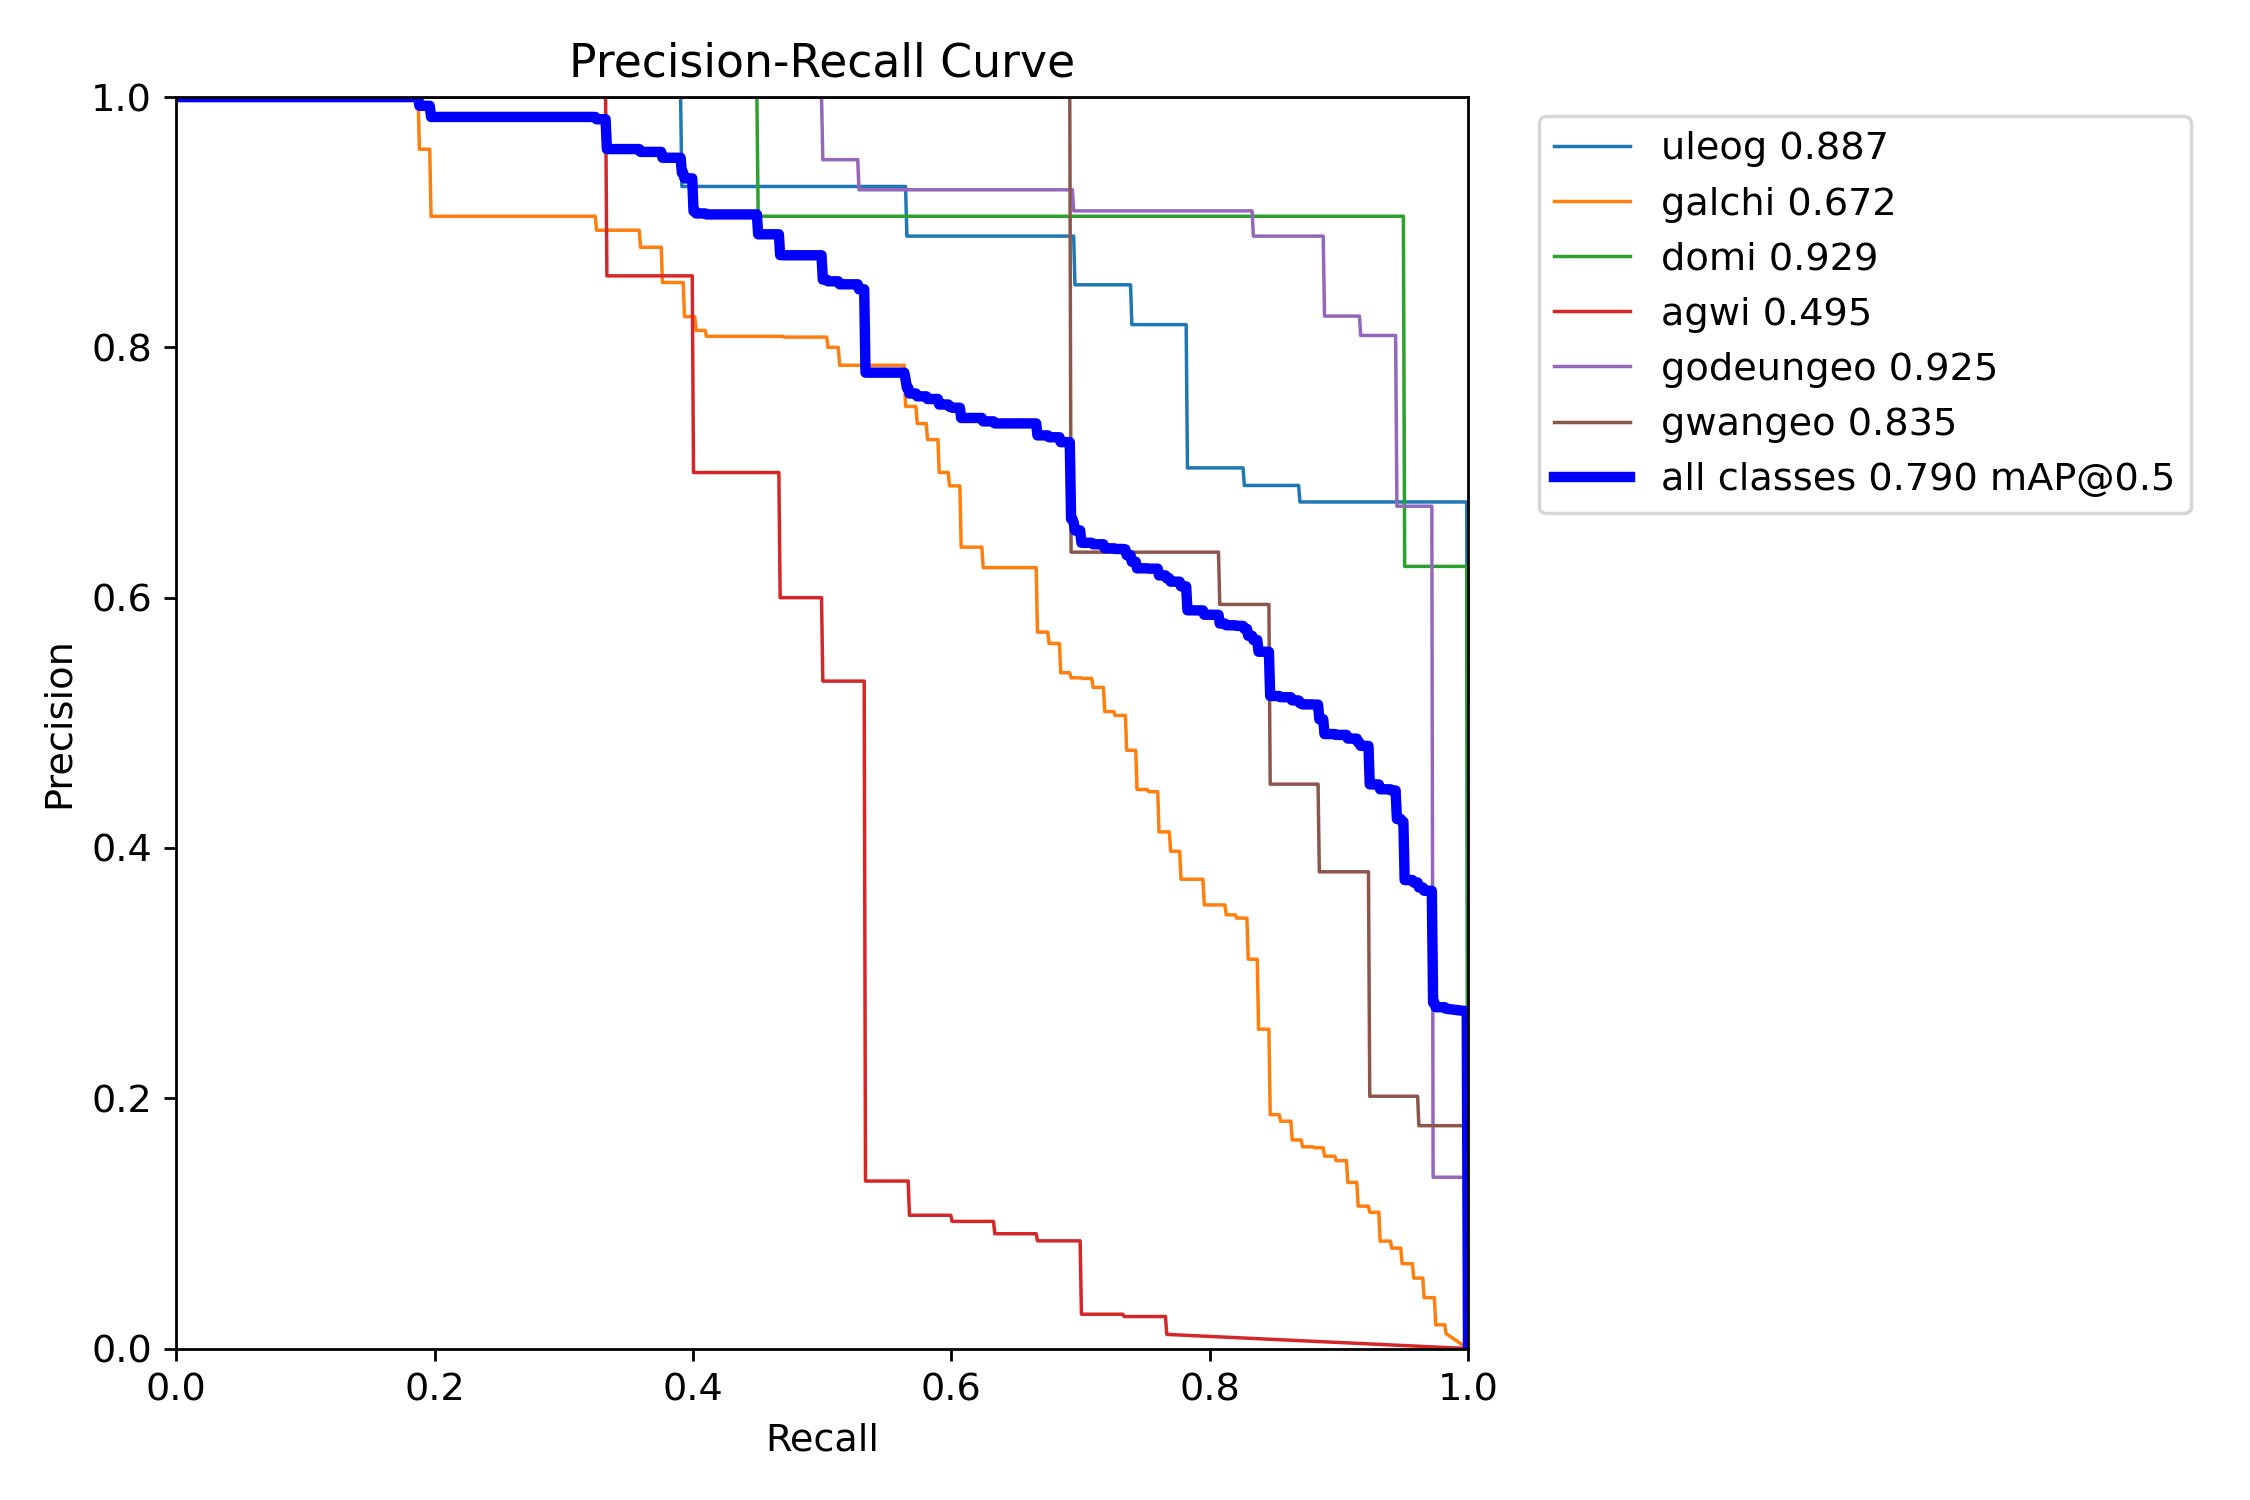 Precision-Recall Curve
1.0
0.8
0.6
0.4
0.2
0.0
Precision
0.0 0.2 0.4 0.6 0.8 1.0
Recall
uleog 0.887
galchi 0.672
domi 0.929
agwi 0.495
godeungeo 0.925
gwangeo 0.835
all classes 0.790 mAP@0.5